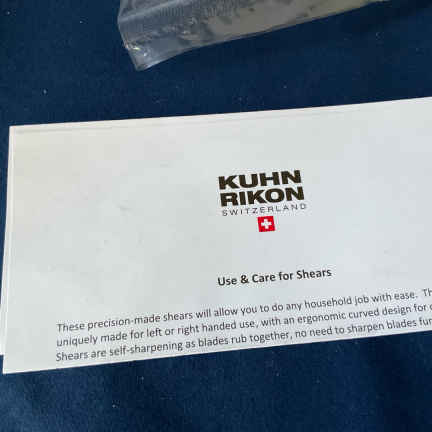 KUHN
RIKON
SWITZERLAND
Use & Care for Shears
These precision-made shears will allow you to do any household job with ease.
uniquely made for left or right handed use, with an ergonomic curved design for
Shears are self-sharpening as blades rub together, no need to sharpen blades